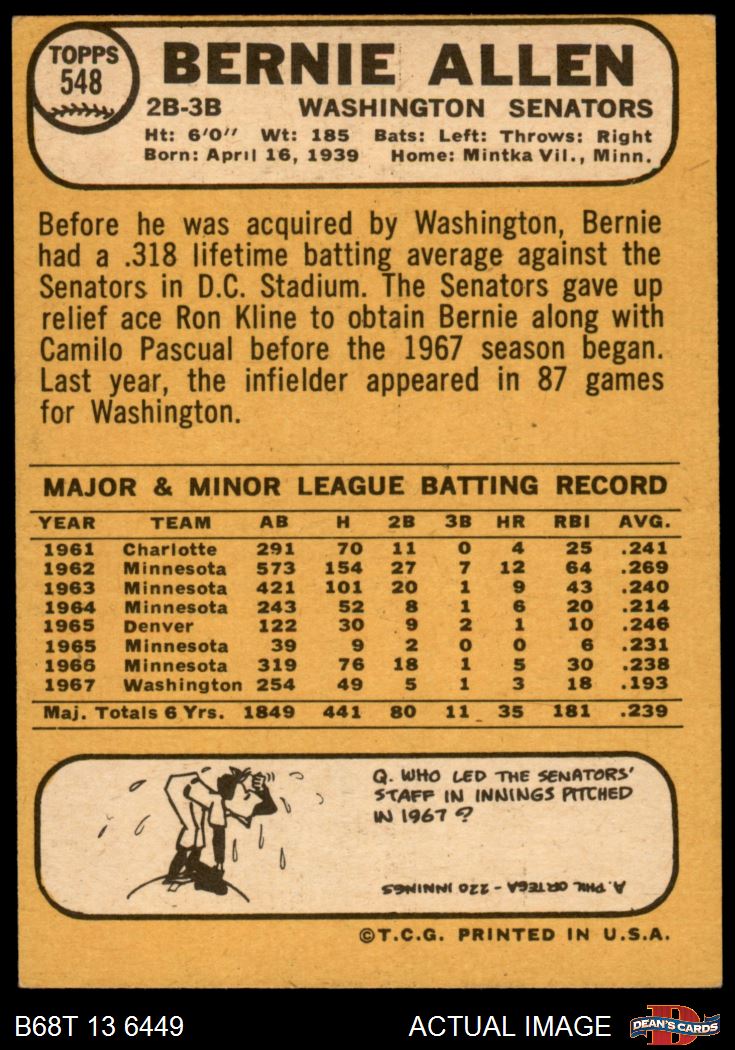 TOPPS
548
BERNIE ALLEN
2B-3B WASHINGTON SENATORS
Ht: 6'0" Wt: 185 Bats: Left: Throws: Right
Born: April 16, 1939 Home: Mintka Vil., Minn.
Before he was acquired by Washington, Bernie
had a .318 lifetime batting average against the
Senators in D.C. Stadium. The Senators gave up
relief ace Ron Kline to obtain Bernie along with
Camilo Pascual before the 1967 season began.
Last year, the infielder appeared in 87 games
for Washington.
MAJOR & MINOR LEAGUE BATTING RECORD
YEAR TEAM AB H 2B 3B HR RBI AVG.
1961 Charlotte 291 70 11 0 4 25 .241
1962 Minnesota 573 154 27 7 12 64 .269
1963 Minnesota 421 101 20 1 9 43 .240
1964 Minnesota 243 52 8 1 6 20 .214
1965 Denver 122 30 9 2 1 10 .246
1965 Minnesota 39 9 2 0 0 6 .231
1966 Minnesota 319 76 18 1 5 30 .238
1967 Washington 254 49 5 1 3 18 .193
Maj. Totals 6 Yrs. 1849 441 80 11 35 181 .239
Q. WHO LED THE SENATORS'
STAFF IN INNINGS PITCHED
IN 1967 ?
A. PHIL ORTEGA - 220 INNINGS
©T.C.G. PRINTED IN U.S.A.
B68T 13 6449 ACTUAL IMAGE D DEAN'S CARDS